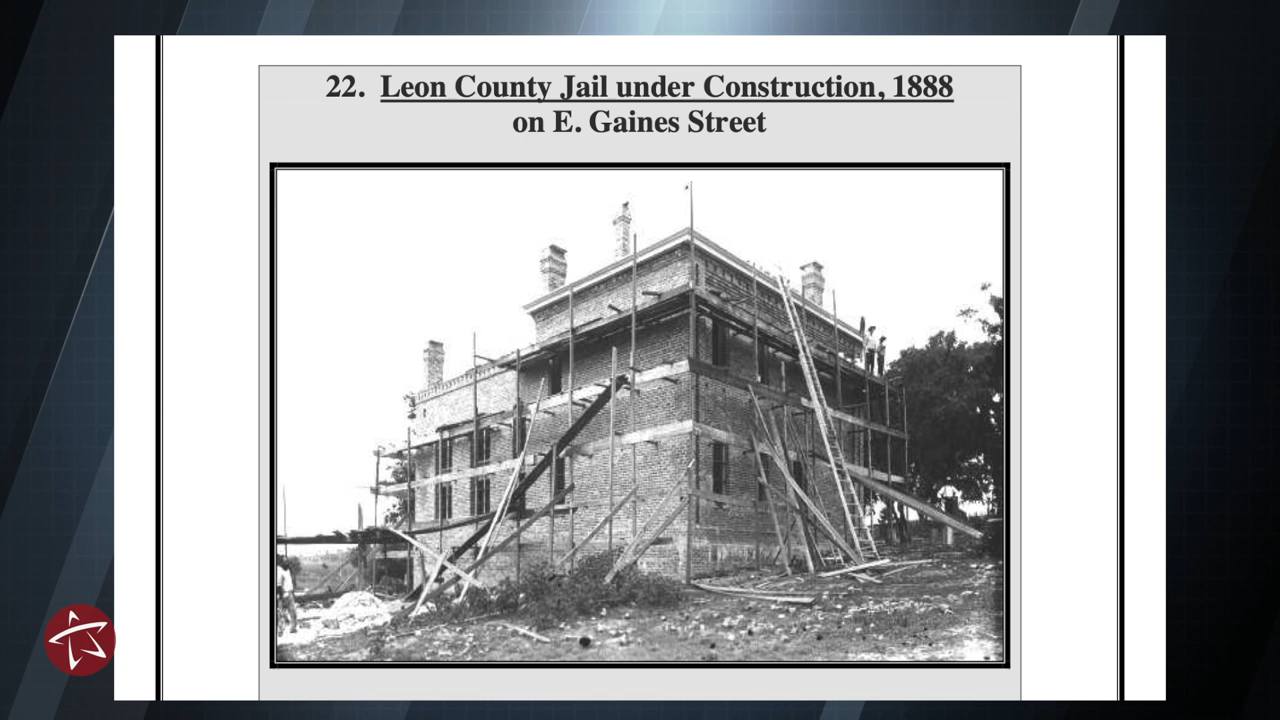 22. Leon County Jail under Construction, 1888
on E. Gaines Street